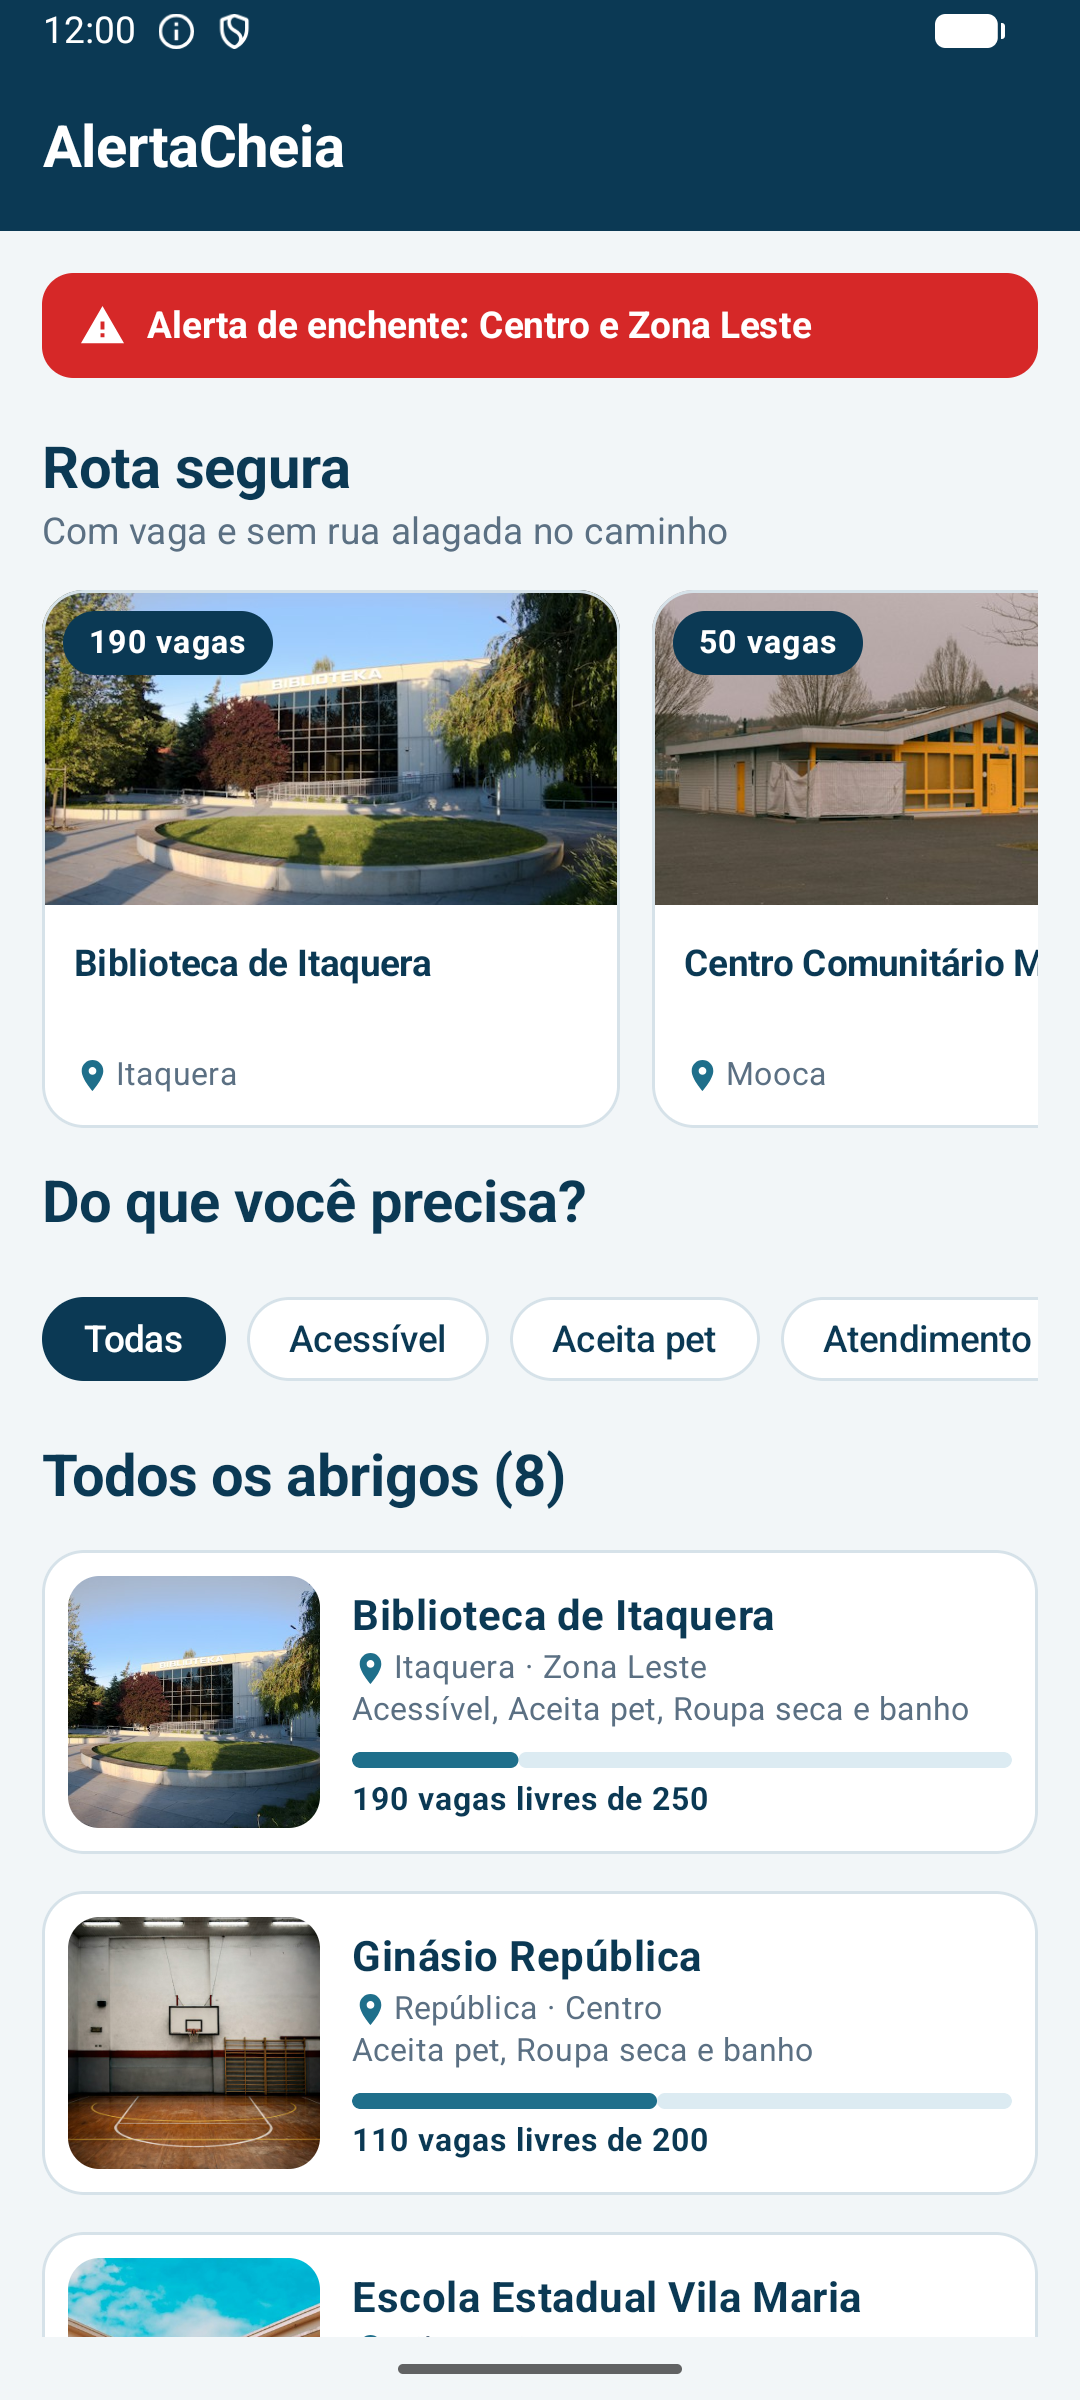 12:00
AlertaCheia
Alerta de enchente: Centro e Zona Leste
Rota segura
Com vaga e sem rua alagada no caminho
190 vagas
BIBLIOTEKA
Biblioteca de Itaquera
Itaquera
50 vagas
Centro Comunitário M
Mooca
Do que você precisa?
Todas
Acessível
Aceita pet
Atendimento
Todos os abrigos (8)
Biblioteca de Itaquera
Itaquera · Zona Leste
Acessível, Aceita pet, Roupa seca e banho
190 vagas livres de 250
Ginásio República
República · Centro
Aceita pet, Roupa seca e banho
110 vagas livres de 200
Escola Estadual Vila Maria